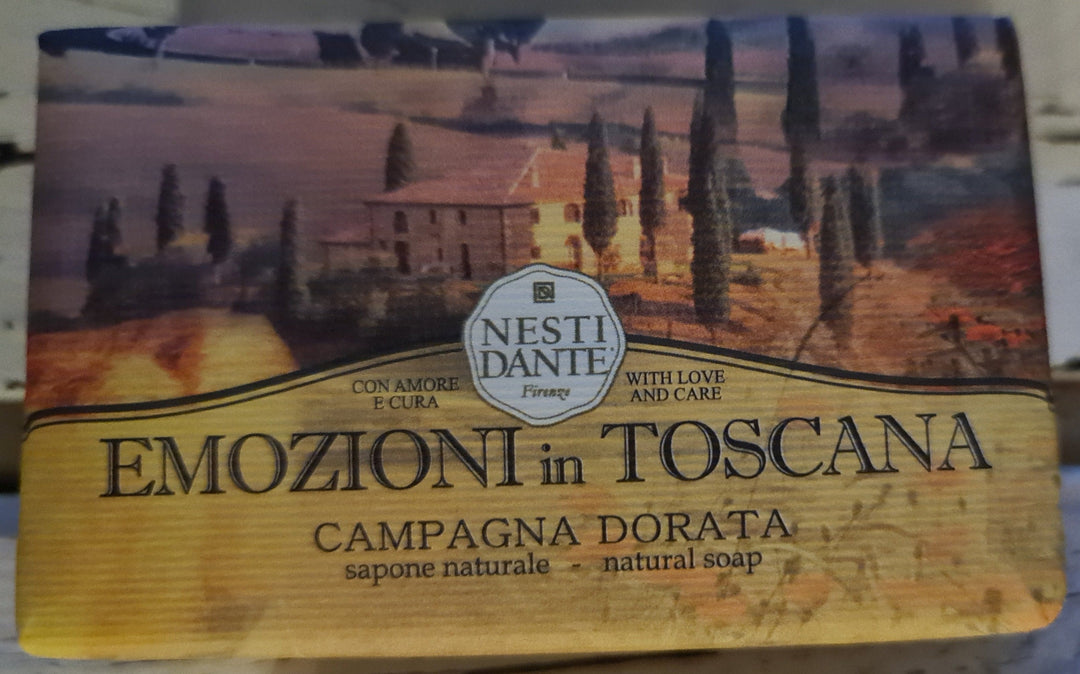 NESTI
DANTE
Firenze
CON AMORE
E CURA
WITH LOVE
AND CARE
EMOZIONI in TOSCANA
CAMPAGNA DORATA
sapone naturale - natural soap